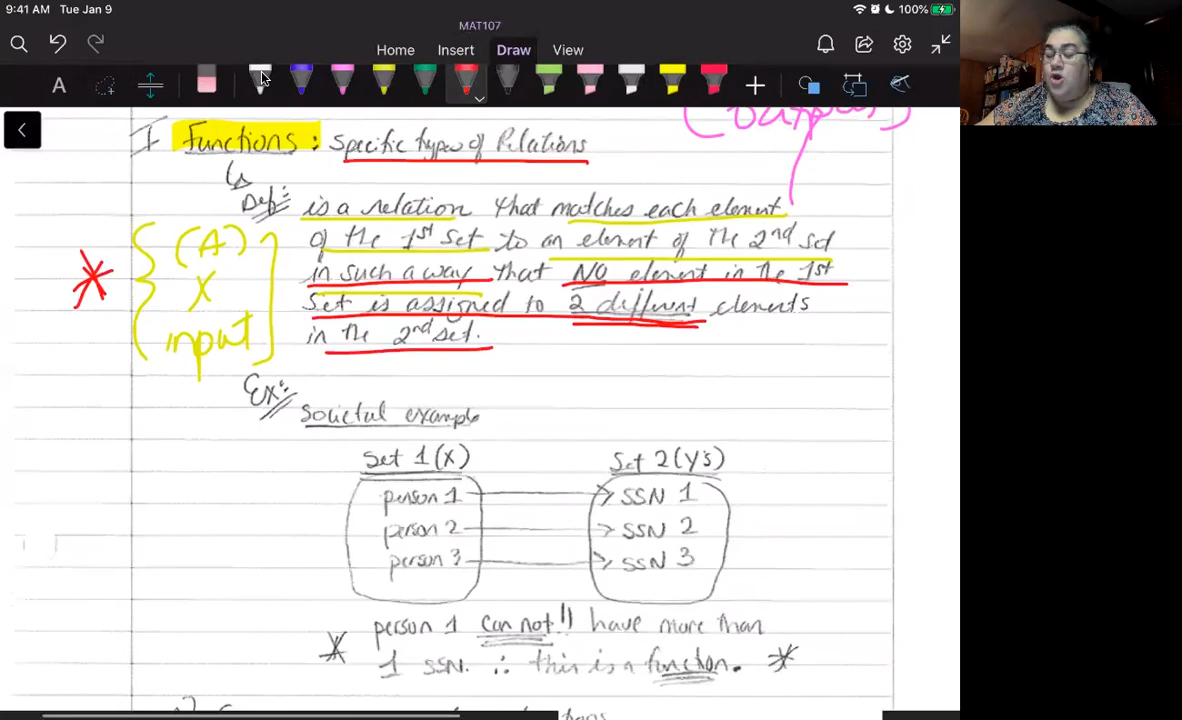 9:41 AM Tue Jan 9
100%
MAT107
Home Insert Draw View
A
(output)
I Functions: Specific types of Relations
Def: is a relation that matches each element
of the 1st set to an element of the 2nd set
in such a way that NO element in the 1st
Set is assigned to 2 different elements
in the 2nd set.
(A)
X
input
Ex:
Societal example
Set 1 (X) Set 2 (Y's)
person 1 SSN 1
person 2 SSN 2
person 3 SSN 3
person 1 can not!! have more than
1 SSN. ∴ this is a function.